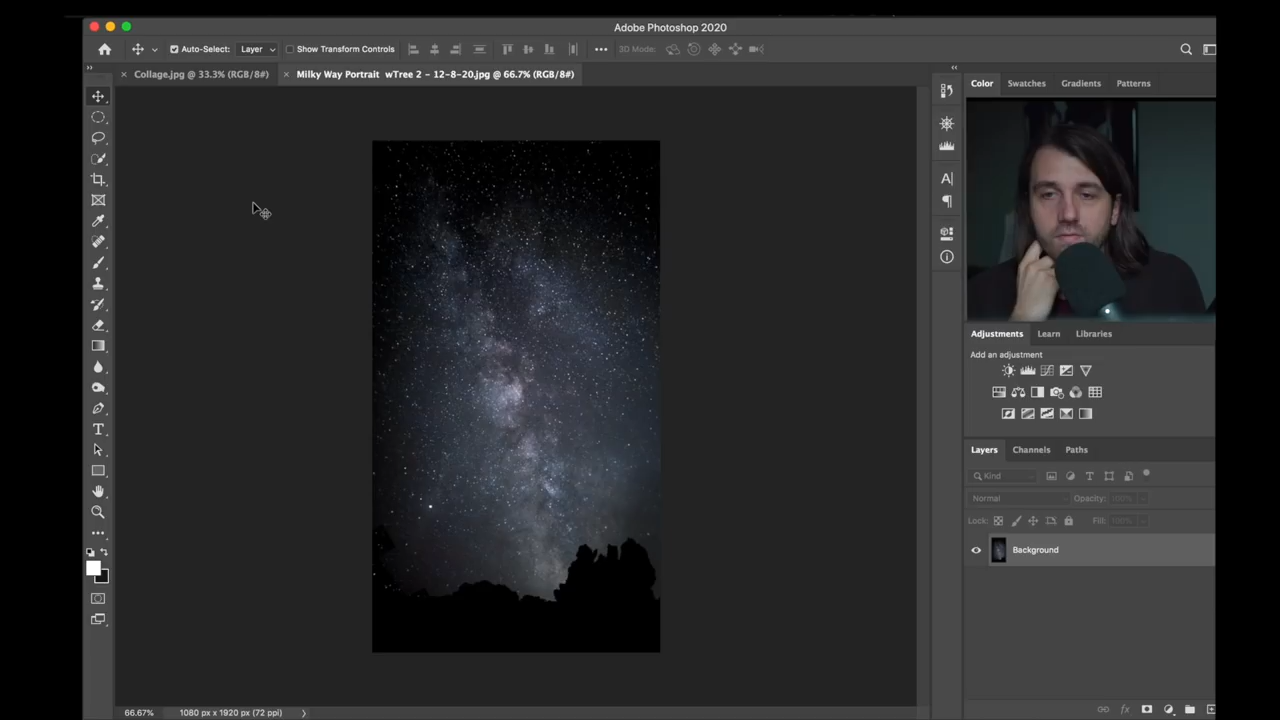 Adobe Photoshop 2020
Auto-Select: Layer Show Transform Controls 3D Mode:
Collage.jpg @ 33.3% (RGB/8#) Milky Way Portrait wTree 2 - 12-8-20.jpg @ 66.7% (RGB/8#)
Color Swatches Gradients Patterns
Adjustments Learn Libraries
Add an adjustment
Layers Channels Paths
Kind
Normal Opacity: 100%
Lock: Fill: 100%
Background
66.67% 1080 px x 1920 px (72 ppi)